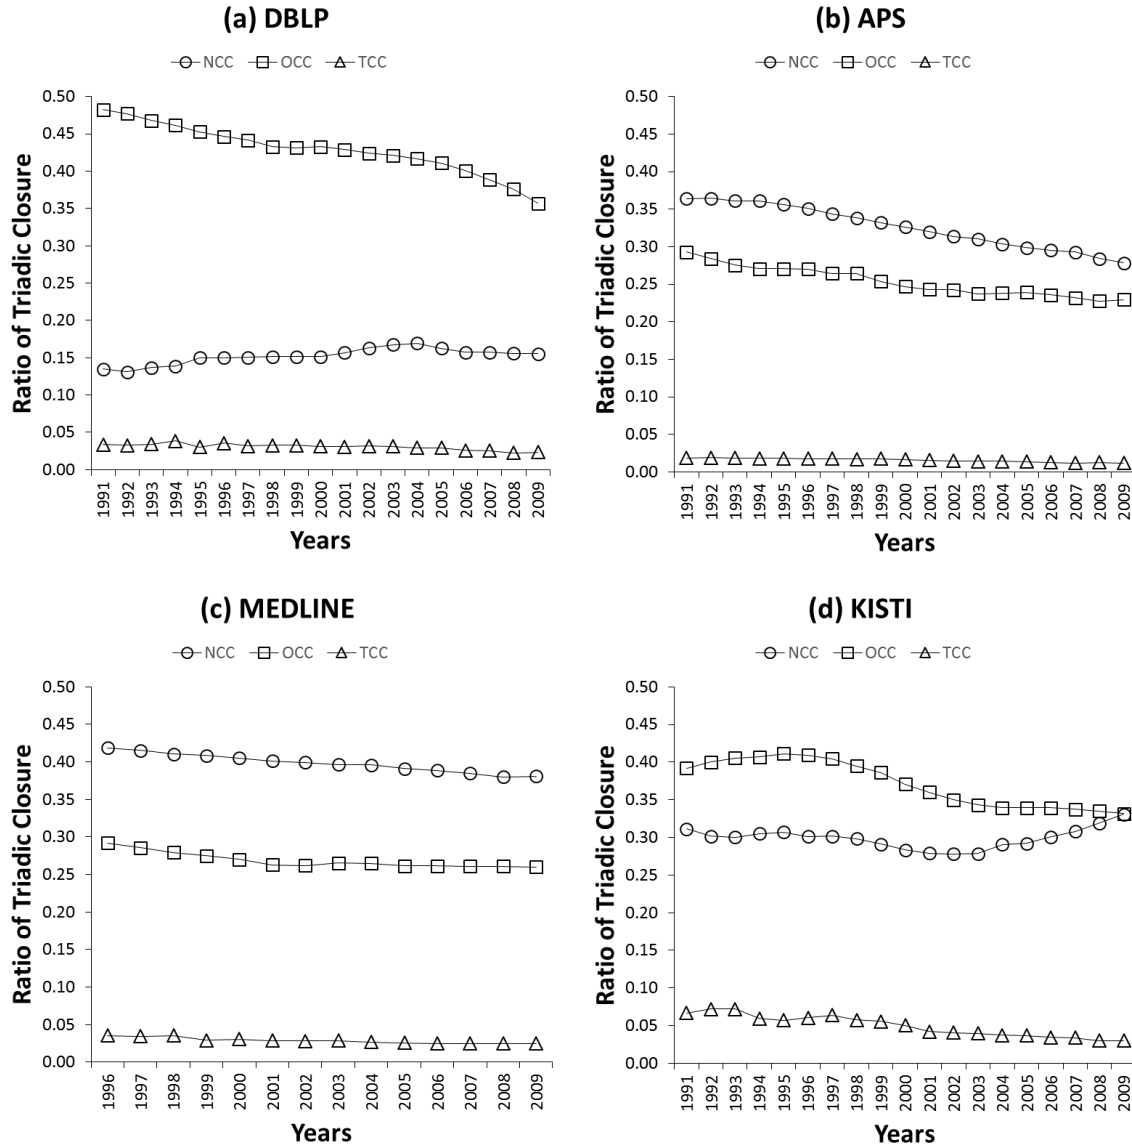 (a) DBLP
NCC OCC TCC
Ratio of Triadic Closure
0.50
0.45
0.40
0.35
0.30
0.25
0.20
0.15
0.10
0.05
0.00
1991 1992 1993 1994 1995 1996 1997 1998 1999 2000 2001 2002 2003 2004 2005 2006 2007 2008 2009
Years
(b) APS
NCC OCC TCC
Ratio of Triadic Closure
0.50
0.45
0.40
0.35
0.30
0.25
0.20
0.15
0.10
0.05
0.00
1991 1992 1993 1994 1995 1996 1997 1998 1999 2000 2001 2002 2003 2004 2005 2006 2007 2008 2009
Years
(c) MEDLINE
NCC OCC TCC
Ratio of Triadic Closure
0.50
0.45
0.40
0.35
0.30
0.25
0.20
0.15
0.10
0.05
0.00
1996 1997 1998 1999 2000 2001 2002 2003 2004 2005 2006 2007 2008 2009
Years
(d) KISTI
NCC OCC TCC
Ratio of Triadic Closure
0.50
0.45
0.40
0.35
0.30
0.25
0.20
0.15
0.10
0.05
0.00
1991 1992 1993 1994 1995 1996 1997 1998 1999 2000 2001 2002 2003 2004 2005 2006 2007 2008 2009
Years